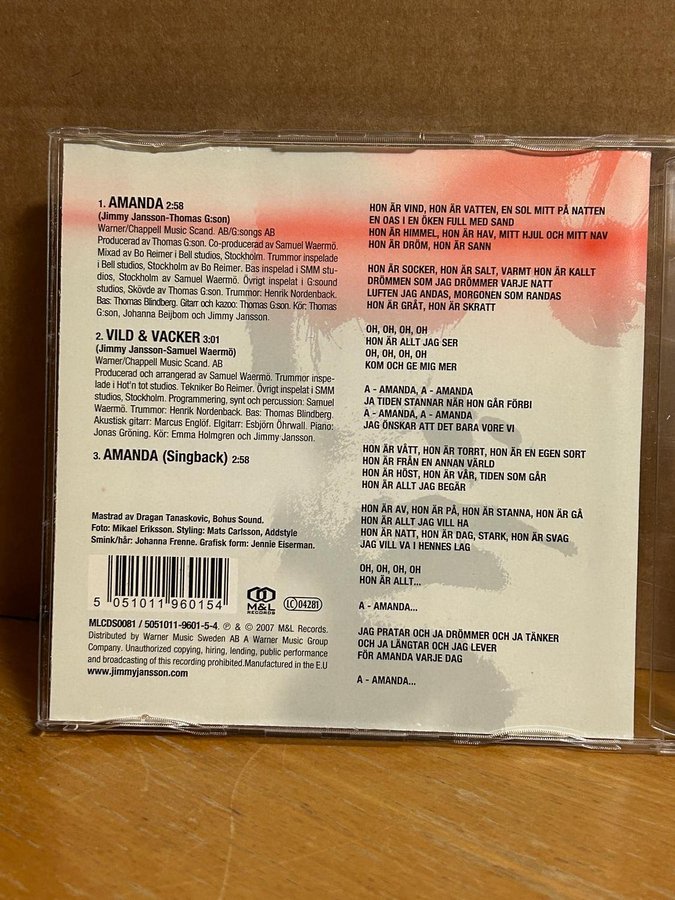 1. AMANDA 2:58
(Jimmy Jansson-Thomas G:son)
Warner/Chappell Music Scand. AB/G:songs AB
Producerad av Thomas G:son. Co-producerad av Samuel Waermö.
Mixad av Bo Reimer i Bell studios, Stockholm. Trummor inspelade
i Bell studios, Stockholm av Bo Reimer. Bas inspelad i SMM stu-
dios, Stockholm av Samuel Waermö. Övrigt inspelat i G:sound
studios, Skövde av Thomas G:son. Trummor: Henrik Nordenback.
Bas: Thomas Blindberg. Gitarr och kazoo: Thomas G:son. Kör: Thomas
G:son, Johanna Beijbom och Jimmy Jansson.
2. VILD & VACKER 3:01
(Jimmy Jansson-Samuel Waermö)
Warner/Chappell Music Scand. AB
Producerad och arrangerad av Samuel Waermö. Trummor inspe-
lade i Hot'n tot studios. Tekniker Bo Reimer. Övrigt inspelat i SMM
studios, Stockholm. Programmering, synt och percussion: Samuel
Waermö. Trummor: Henrik Nordenback. Bas: Thomas Blindberg.
Akustisk gitarr: Marcus Englöf. Elgitarr: Esbjörn Öhrwall. Piano:
Jonas Gröning. Kör: Emma Holmgren och Jimmy Jansson.
3. AMANDA (Singback) 2:58
Mastrad av Dragan Tanaskovic, Bohus Sound.
Foto: Mikael Eriksson. Styling: Mats Carlsson, Addstyle
Smink/hår: Johanna Frenne. Grafisk form: Jennie Eiserman.
5 051011 960154
M&L
RECORDS
LC 04281
MLCDS0081 / 5051011-9601-5-4. ℗ & © 2007 M&L Records.
Distributed by Warner Music Sweden AB A Warner Music Group
Company. Unauthorized copying, hiring, lending, public performance
and broadcasting of this recording prohibited.Manufactured in the E.U
www.jimmyjansson.com
HON ÄR VIND, HON ÄR VATTEN, EN SOL MITT PÅ NATTEN
EN OAS I EN ÖKEN FULL MED SAND
HON ÄR HIMMEL, HON ÄR HAV, MITT HJUL OCH MITT NAV
HON ÄR DRÖM, HON ÄR SANN
HON ÄR SOCKER, HON ÄR SALT, VARMT HON ÄR KALLT
DRÖMMEN SOM JAG DRÖMMER VARJE NATT
LUFTEN JAG ANDAS, MORGONEN SOM RANDAS
HON ÄR GRÅT, HON ÄR SKRATT
OH, OH, OH, OH
HON ÄR ALLT JAG SER
OH, OH, OH, OH
KOM OCH GE MIG MER
A - AMANDA, A - AMANDA
JA TIDEN STANNAR NÄR HON GÅR FÖRBI
A - AMANDA, A - AMANDA
JAG ÖNSKAR ATT DET BARA VORE VI
HON ÄR VÅTT, HON ÄR TORRT, HON ÄR EN EGEN SORT
HON ÄR FRÅN EN ANNAN VÄRLD
HON ÄR HÖST, HON ÄR VÅR, TIDEN SOM GÅR
HON ÄR ALLT JAG BEGÄR
HON ÄR AV, HON ÄR PÅ, HON ÄR STANNA, HON ÄR GÅ
HON ÄR ALLT JAG VILL HA
HON ÄR NATT, HON ÄR DAG, STARK, HON ÄR SVAG
JAG VILL VA I HENNES LAG
OH, OH, OH, OH
HON ÄR ALLT...
A - AMANDA...
JAG PRATAR OCH JA DRÖMMER OCH JA TÄNKER
OCH JA LÄNGTAR OCH JAG LEVER
FÖR AMANDA VARJE DAG
A - AMANDA...